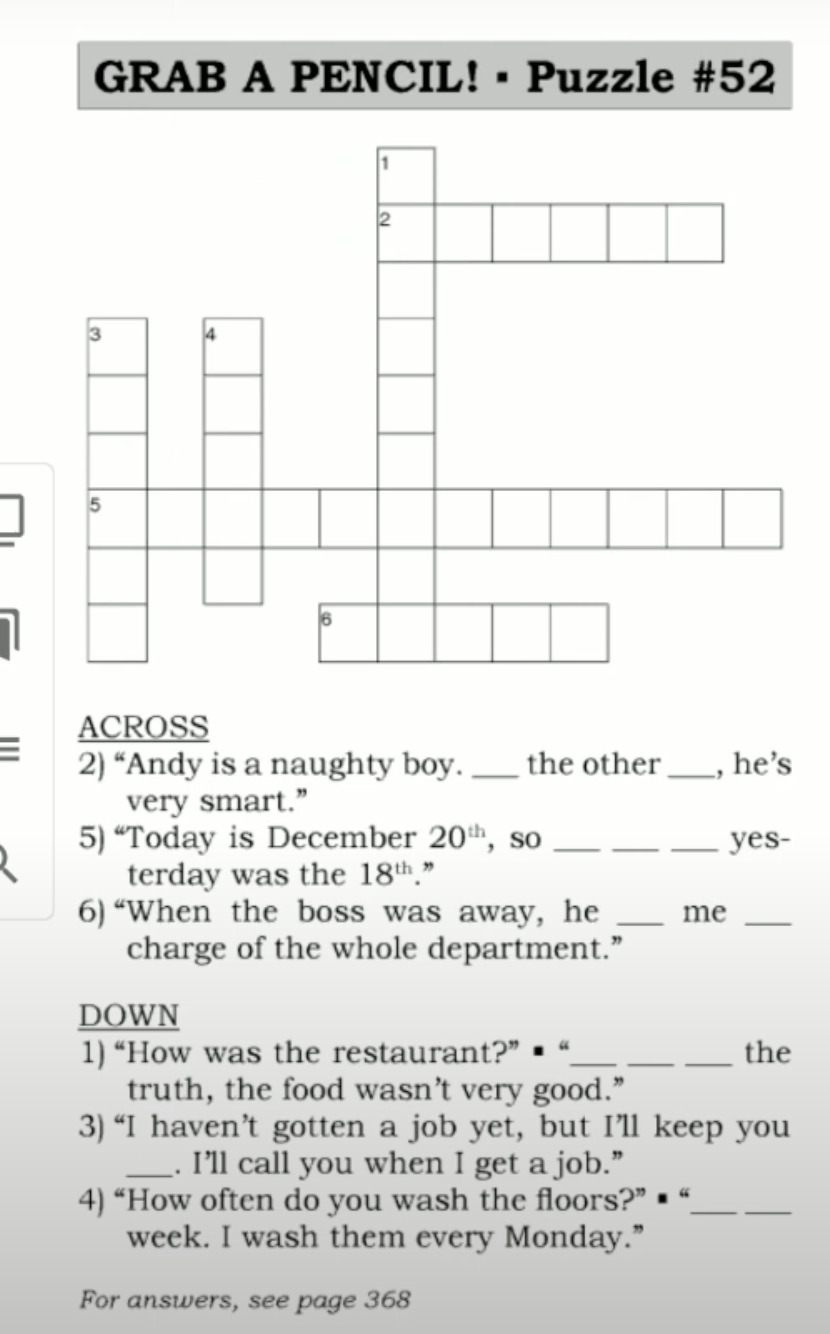 GRAB A PENCIL! ▪ Puzzle #52
1
2
3
4
5
6
ACROSS
2) “Andy is a naughty boy. ___ the other ___, he’s
very smart.”
5) “Today is December 20th, so ___ ___ ___ yes-
terday was the 18th.”
6) “When the boss was away, he ___ me ___
charge of the whole department.”
DOWN
1) “How was the restaurant?” ▪ “___ ___ ___ the
truth, the food wasn’t very good.”
3) “I haven’t gotten a job yet, but I’ll keep you
___. I’ll call you when I get a job.”
4) “How often do you wash the floors?” ▪ “___ ___
week. I wash them every Monday.”
For answers, see page 368